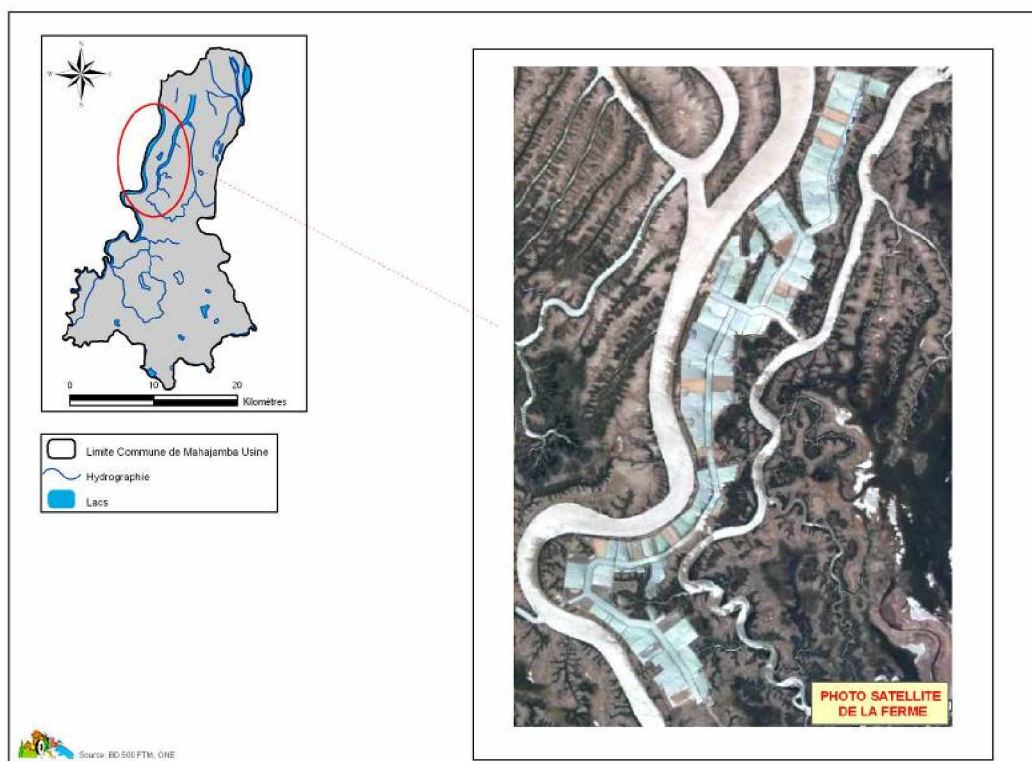 N
W E
S
0 10 20
Kilomètres
Limite Commune de Mahajamba Usine
Hydrographie
Lacs
PHOTO SATELLITE
DE LA FERME
Source: BD 500 FTM, ONE